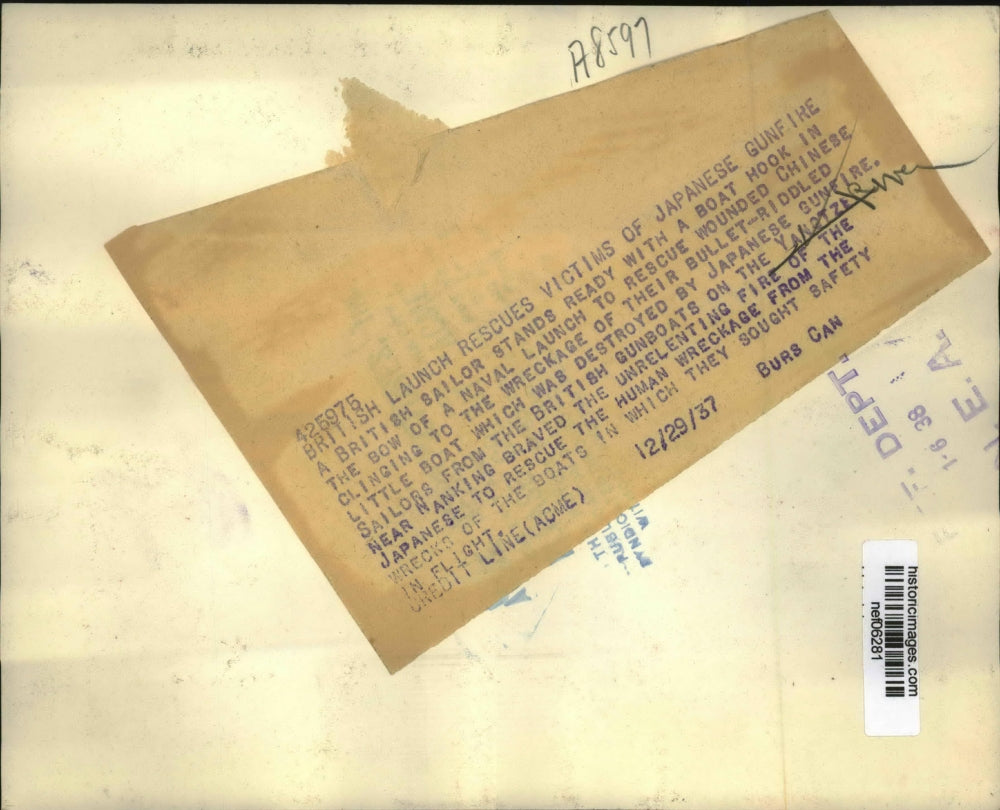 A8597
425975
BRITISH LAUNCH RESCUES VICTIMS OF JAPANESE GUNFIRE
A BRITISH SAILOR STANDS READY WITH A BOAT HOOK IN
THE BOW OF A NAVAL LAUNCH TO RESCUE WOUNDED CHINESE
CLINGING TO THE WRECKAGE OF THEIR BULLET-RIDDLED
LITTLE BOAT WHICH WAS DESTROYED BY JAPANESE GUNFIRE.
SAILORS FROM THE BRITISH GUNBOATS ON THE YANGTZE
NEAR NANKING BRAVED THE UNRELENTING FIRE OF THE
JAPANESE TO RESCUE THE HUMAN WRECKAGE FROM THE
WRECKS OF THE BOATS IN WHICH THEY SOUGHT SAFETY
IN FLIGHT.
CREDIT LINE (ACME) 12/29/37 BURS CAN
DEPT.
1-6 38
N. E. A.
historicimages.com
nef06281